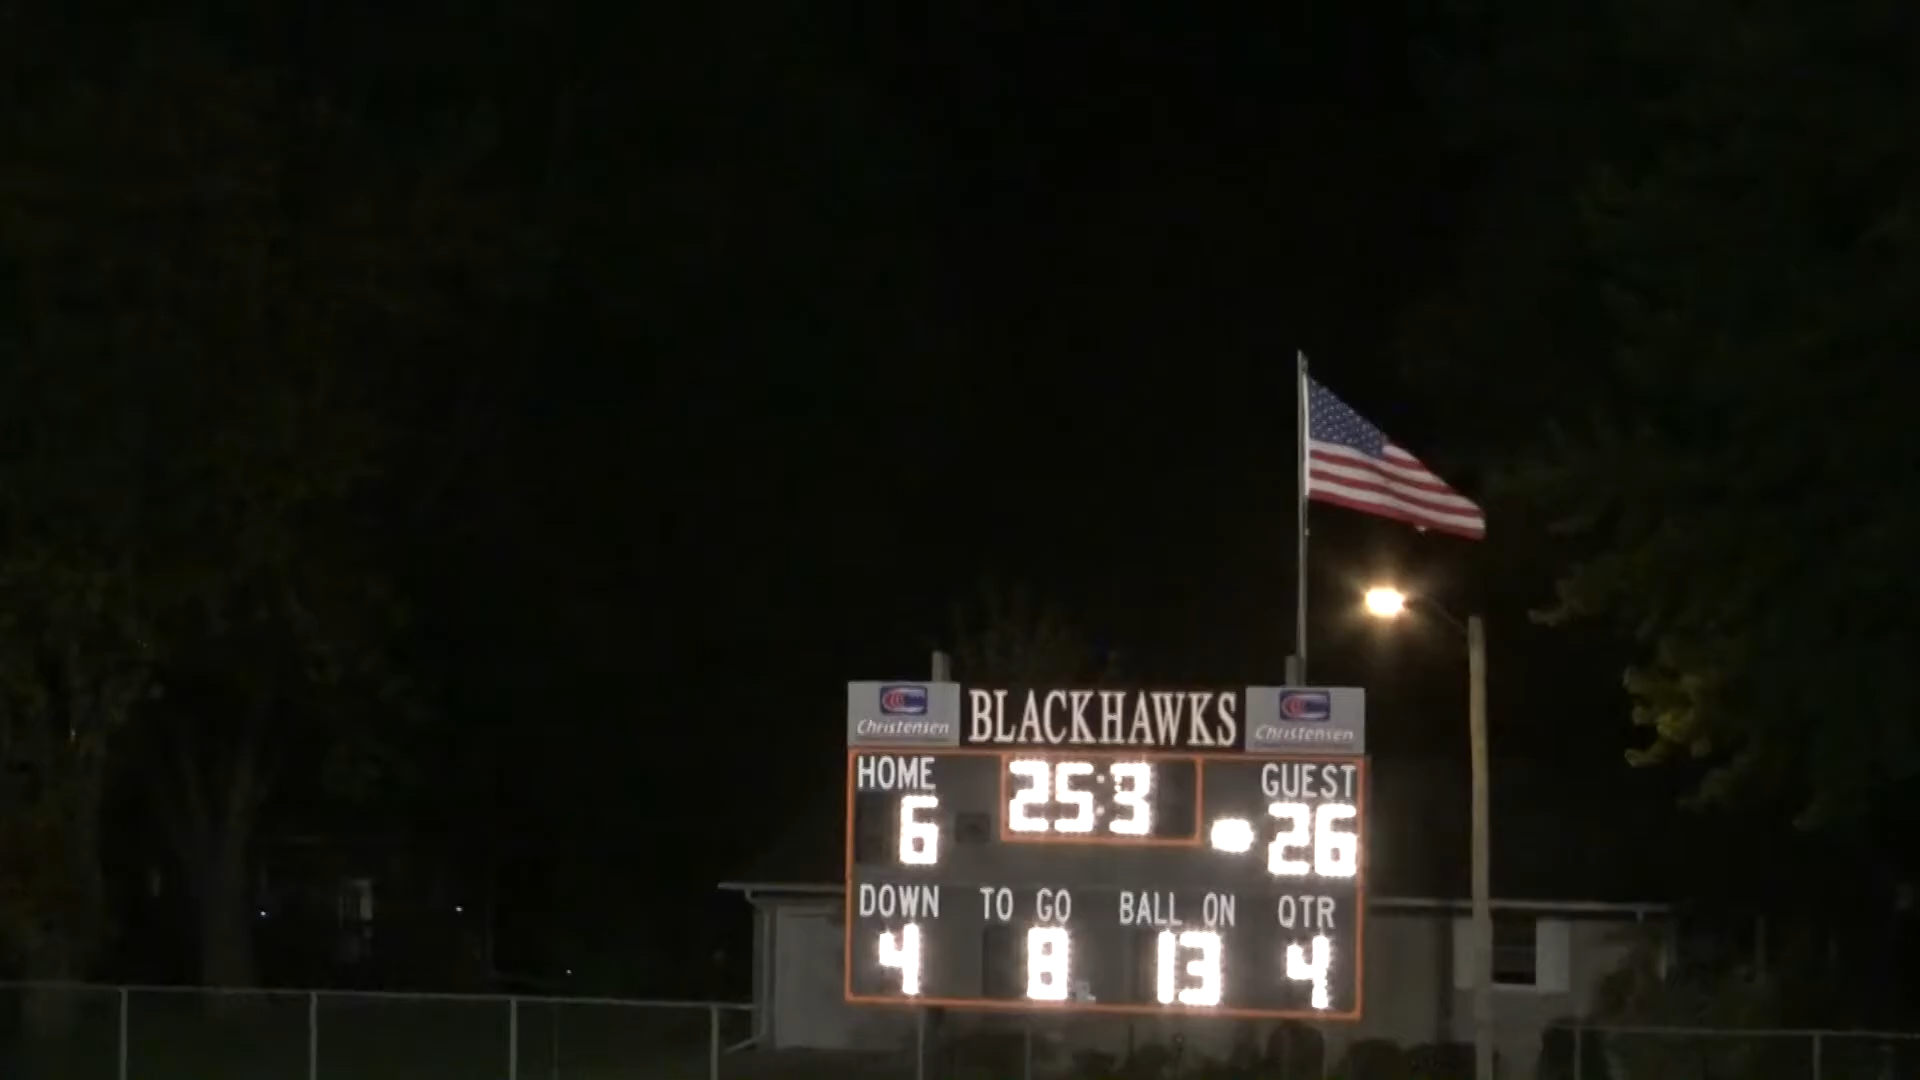 Christensen BLACKHAWKS Christensen
HOME 25:3 GUEST
6 26
DOWN TO GO BALL ON QTR
4 8 13 4